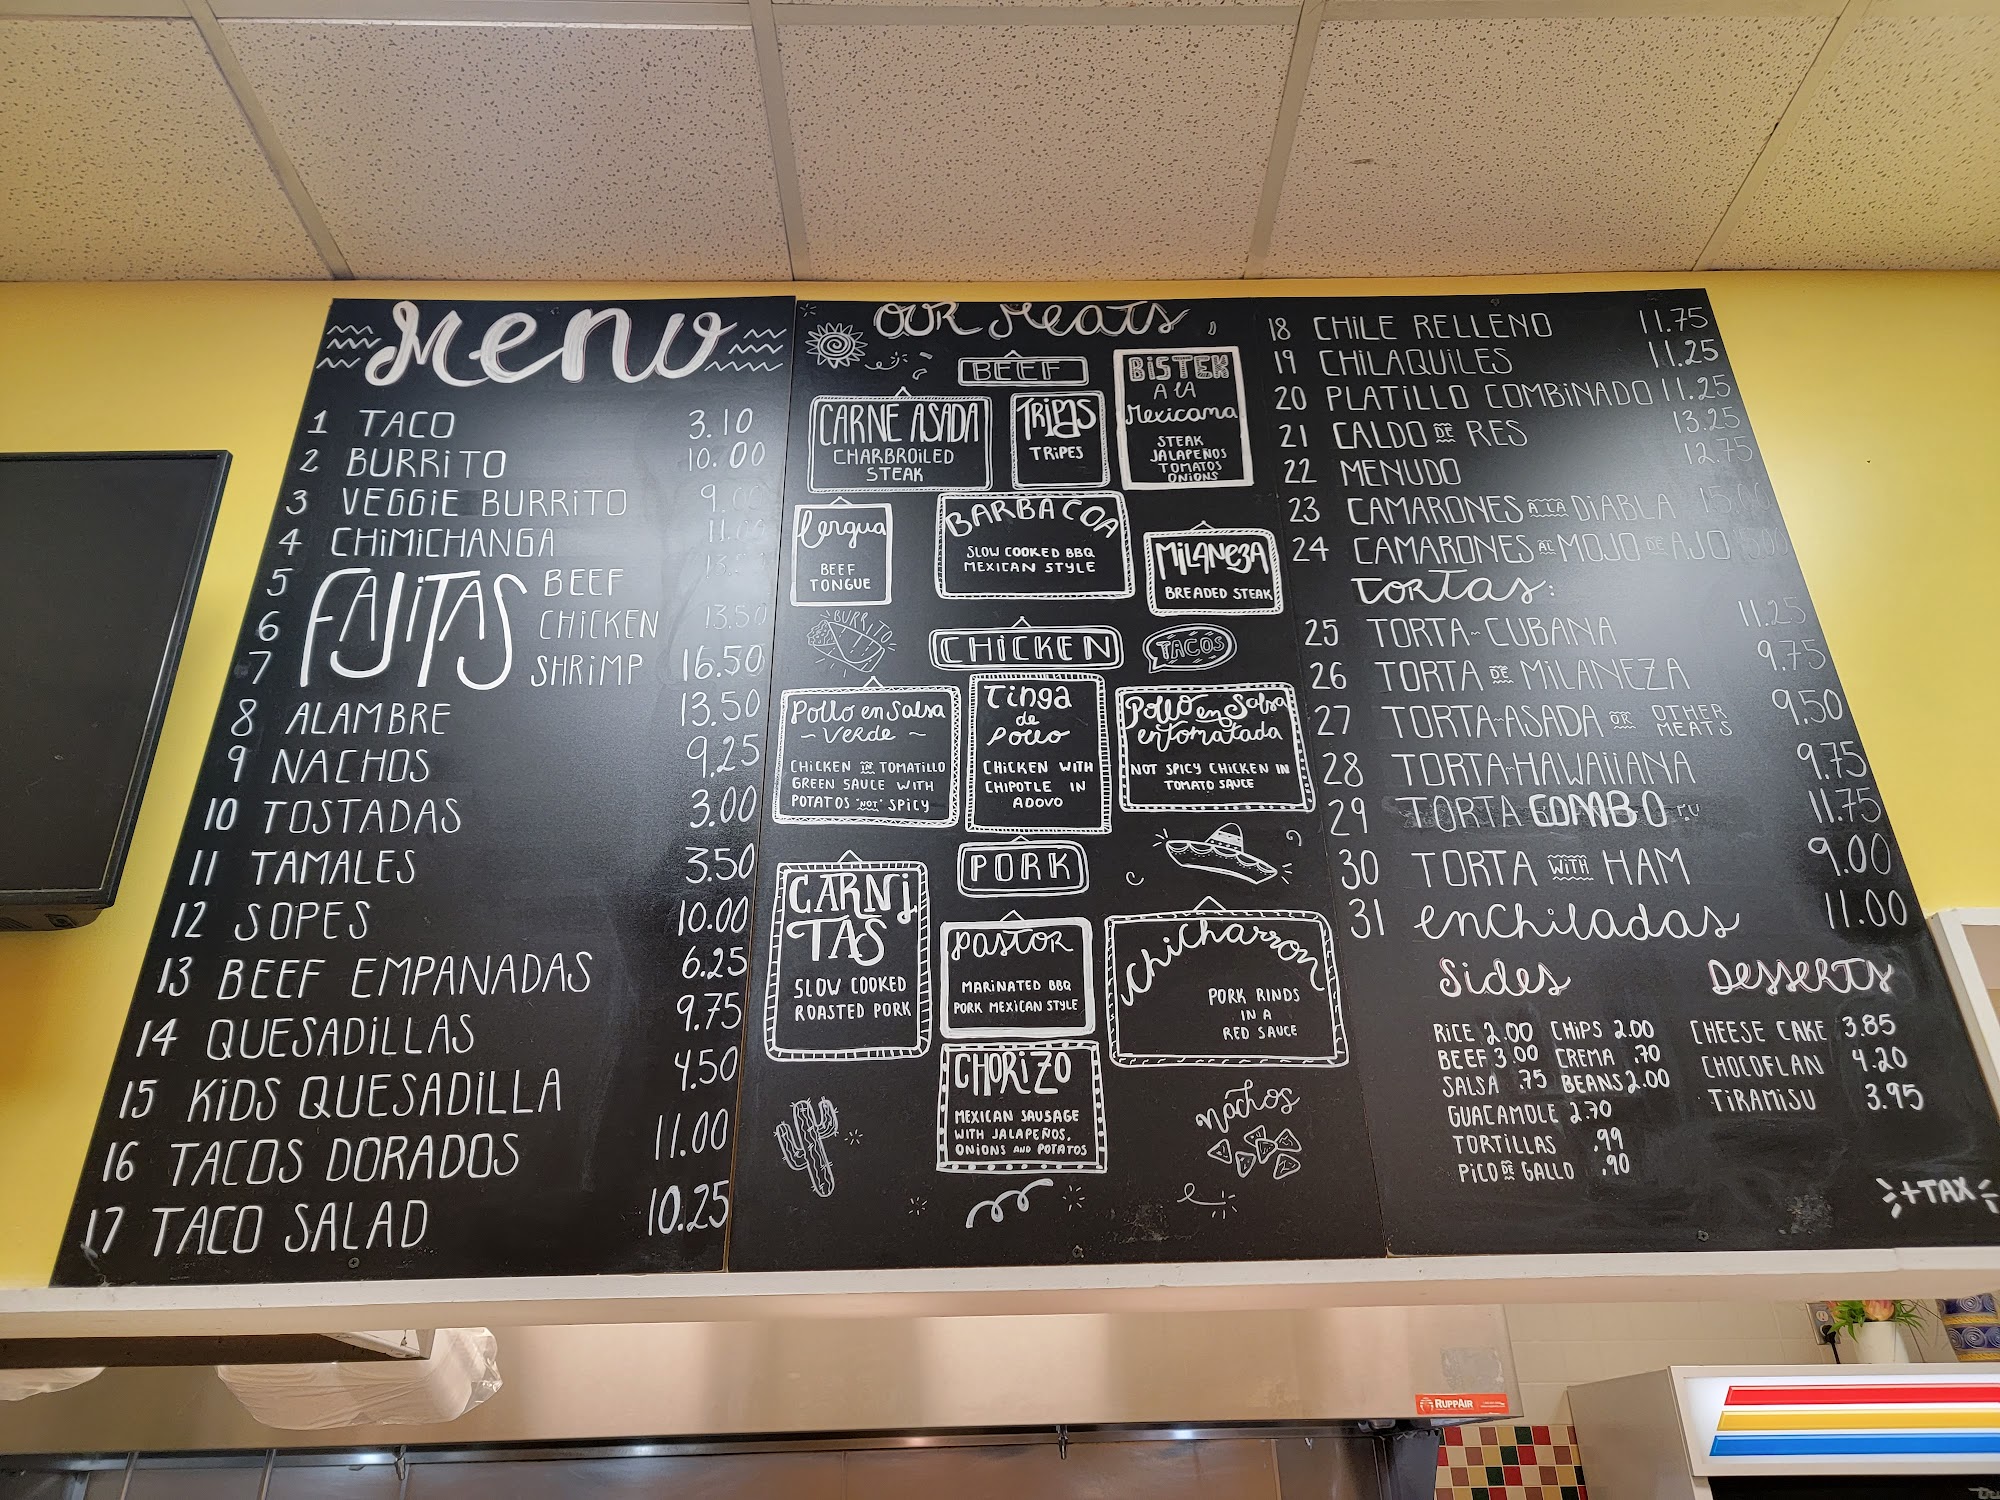 Menu
1 TACO 3.10
2 BURRITO 10.00
3 VEGGIE BURRITO 9.00
4 CHIMICHANGA
FAJITAS
5 BEEF
6 CHICKEN 13.50
7 SHRIMP 16.50
8 ALAMBRE 13.50
9 NACHOS 9.25
10 TOSTADAS 3.00
11 TAMALES 3.50
12 SOPES 10.00
13 BEEF EMPANADAS 6.25
14 QUESADILLAS 9.75
15 KIDS QUESADILLA 4.50
16 TACOS DORADOS 11.00
17 TACO SALAD 10.25
OUR Meats
BEEF
CARNE ASADA
CHARBROILED
STEAK
TRIPAS
TRIPES
BISTEK
A LA
Mexicana
STEAK
JALAPEÑOS
TOMATOS
ONIONS
Lengua
BEEF
TONGUE
BARBACOA
SLOW COOKED BBQ
MEXICAN STYLE
MILANEZA
BREADED STEAK
BURRITO
CHICKEN
TACOS
Pollo en Salsa
~ Verde ~
CHICKEN IN TOMATILLO
GREEN SAUCE WITH
POTATOS "NOT" SPICY
Tinga
de
Pollo
CHICKEN WITH
CHIPOTLE IN
ADOVO
Pollo en Salsa
entomatada
NOT SPICY CHICKEN IN
TOMATO SAUCE
PORK
CARNI
TAS
SLOW COOKED
ROASTED PORK
Pastor
MARINATED BBQ
PORK MEXICAN STYLE
Chicharron
PORK RINDS
IN A
RED SAUCE
CHORIZO
MEXICAN SAUSAGE
WITH JALAPEÑOS,
ONIONS AND POTATOS
Nachos
18 CHILE RELLENO 11.75
19 CHILAQUILES 11.25
20 PLATILLO COMBINADO 11.25
21 CALDO DE RES 13.25
22 MENUDO 12.75
23 CAMARONES A LA DIABLA 15.00
24 CAMARONES AL MOJO DE AJO
TORTAS:
25 TORTA-CUBANA 11.25
26 TORTA DE MILANEZA 9.75
27 TORTA-ASADA OR OTHER MEATS 9.50
28 TORTA-HAWAIIANA 9.75
29 TORTA COMBO 11.75
30 TORTA WITH HAM 9.00
31 enchiladas 11.00
Sides
RICE 2.00 CHIPS 2.00
BEEF 3.00 CREMA .70
SALSA .75 BEANS 2.00
GUACAMOLE 2.70
TORTILLAS .99
PICO DE GALLO .90
Desserts
CHEESE CAKE 3.85
CHOCOFLAN 4.20
TIRAMISU 3.95
+TAX
RUPPAIR